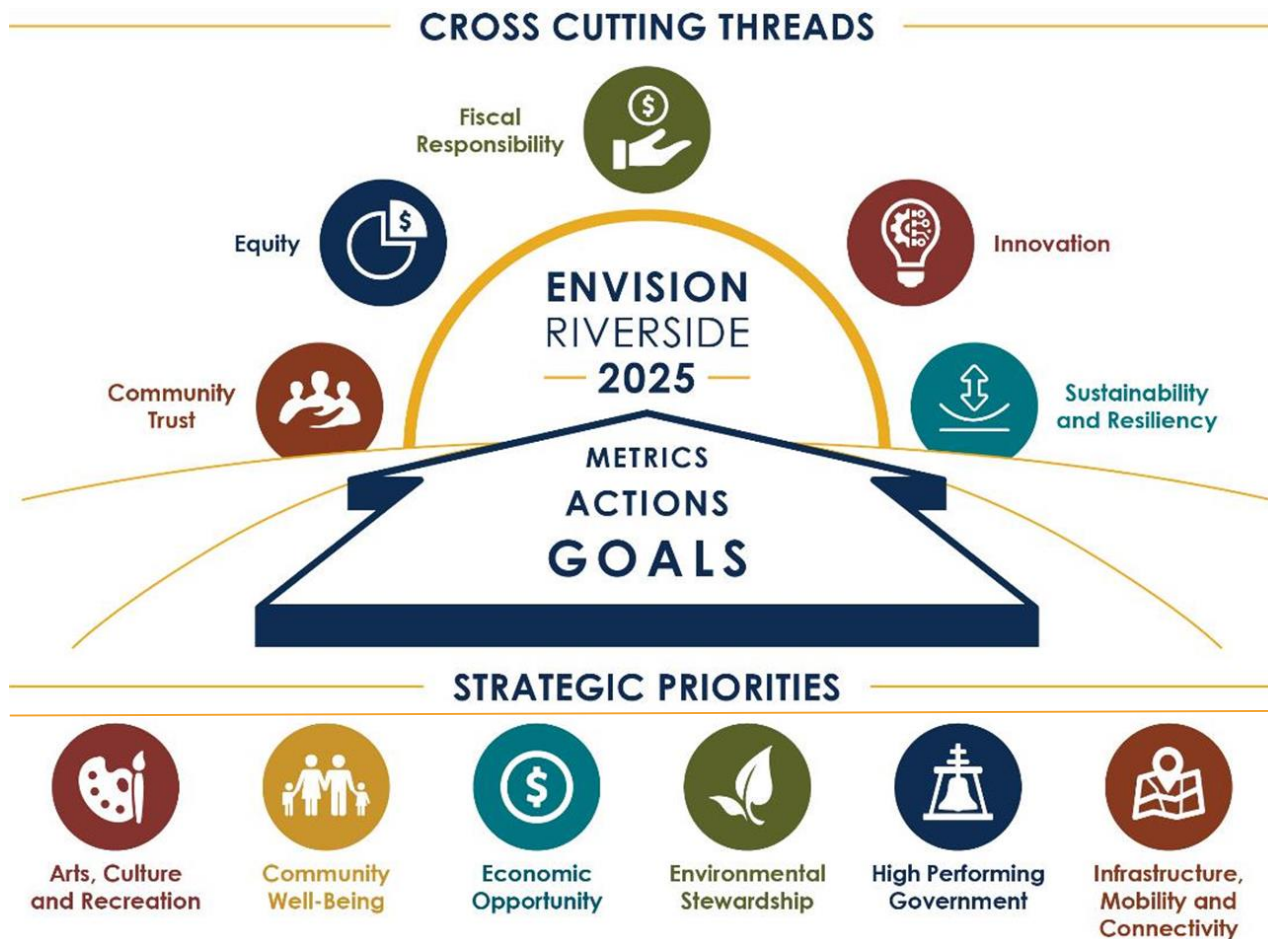 CROSS CUTTING THREADS
Fiscal
Responsibility
$
Equity
$
Innovation
Community
Trust
Sustainability
and Resiliency
ENVISION
RIVERSIDE
2025
METRICS
ACTIONS
GOALS
STRATEGIC PRIORITIES
$
Arts, Culture
and Recreation
Community
Well-Being
Economic
Opportunity
Environmental
Stewardship
High Performing
Government
Infrastructure,
Mobility and
Connectivity